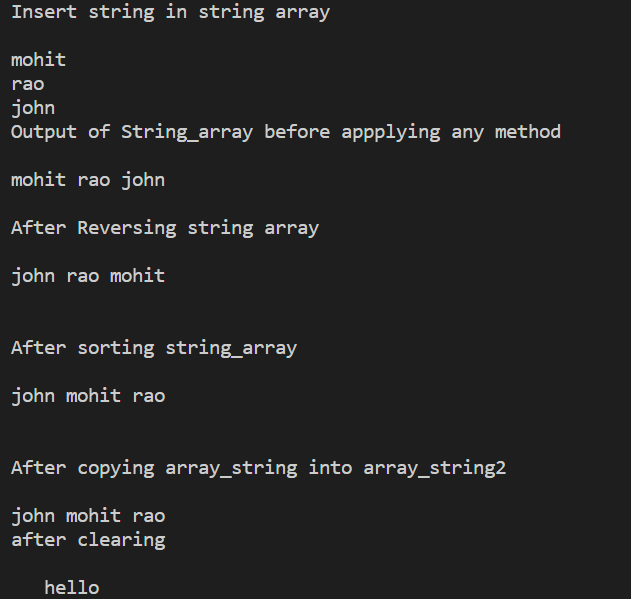 Insert string in string array
mohit
rao
john
Output of String_array before appplying any method
mohit rao john
After Reversing string array
john rao mohit
After sorting string_array
john mohit rao
After copying array_string into array_string2
john mohit rao
after clearing
hello